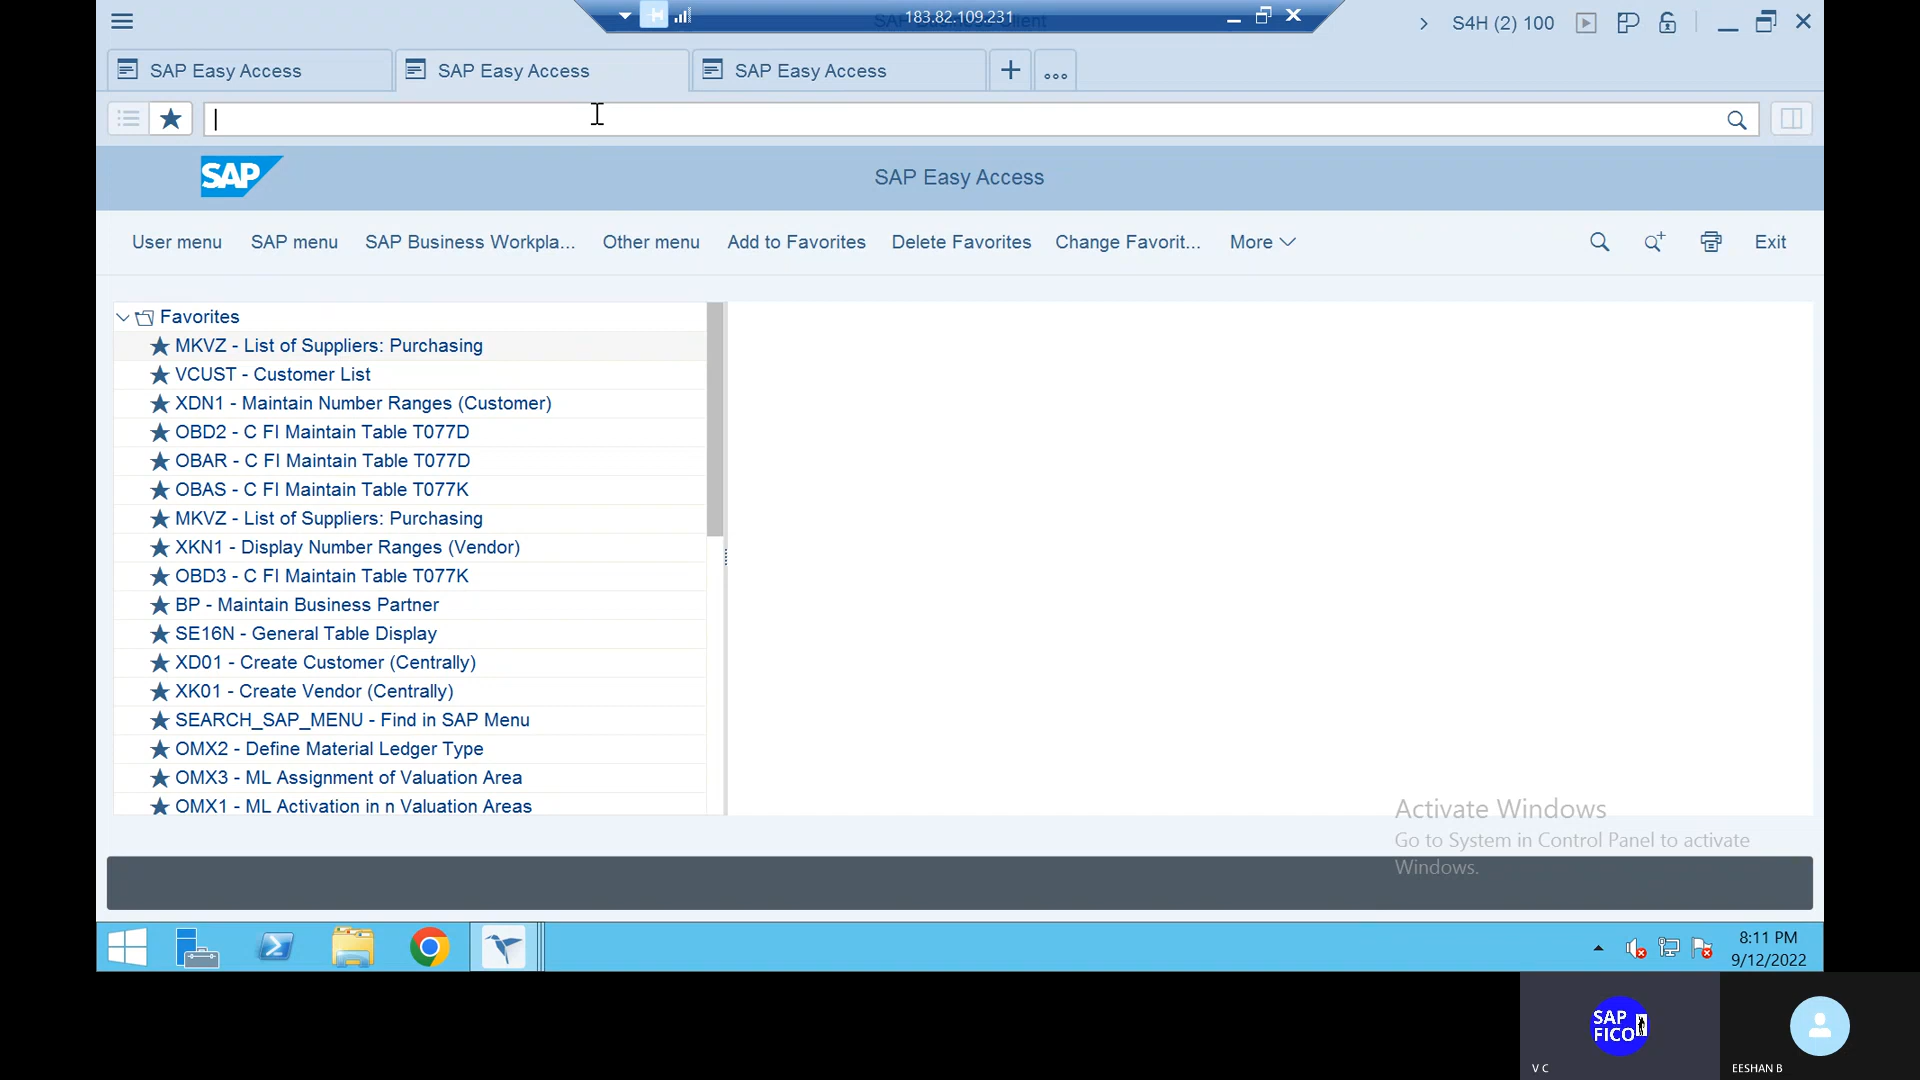 183.82.109.231
S4H (2) 100
SAP Easy Access
SAP Easy Access
SAP Easy Access
SAP
SAP Easy Access
User menu
SAP menu
SAP Business Workpla...
Other menu
Add to Favorites
Delete Favorites
Change Favorit...
More
Exit
Favorites
MKVZ - List of Suppliers: Purchasing
VCUST - Customer List
XDN1 - Maintain Number Ranges (Customer)
OBD2 - C FI Maintain Table T077D
OBAR - C FI Maintain Table T077D
OBAS - C FI Maintain Table T077K
MKVZ - List of Suppliers: Purchasing
XKN1 - Display Number Ranges (Vendor)
OBD3 - C FI Maintain Table T077K
BP - Maintain Business Partner
SE16N - General Table Display
XD01 - Create Customer (Centrally)
XK01 - Create Vendor (Centrally)
SEARCH_SAP_MENU - Find in SAP Menu
OMX2 - Define Material Ledger Type
OMX3 - ML Assignment of Valuation Area
OMX1 - ML Activation in n Valuation Areas
Activate Windows
Go to System in Control Panel to activate
Windows.
8:11 PM
9/12/2022
SAP
FICO
V C
EESHAN B